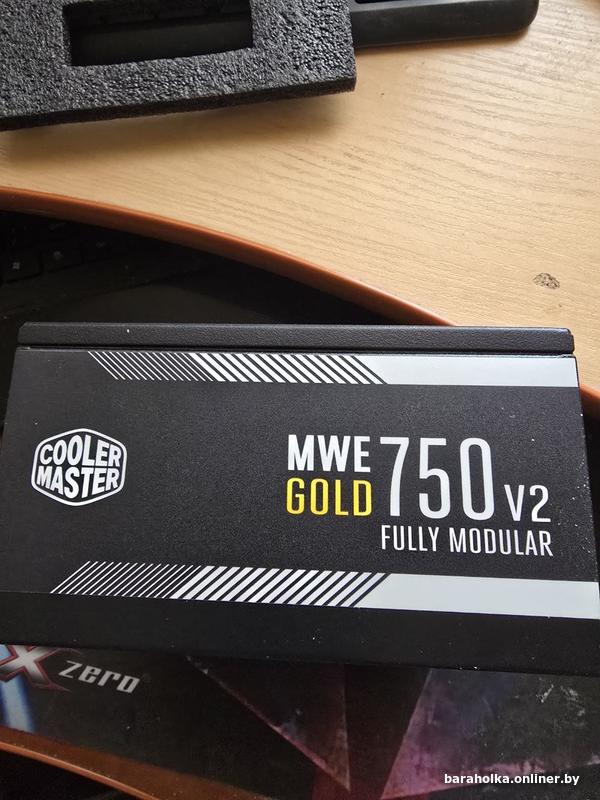 COOLER
MASTER
MWE
GOLD
750 V2
FULLY MODULAR
X zero
baraholka.onliner.by